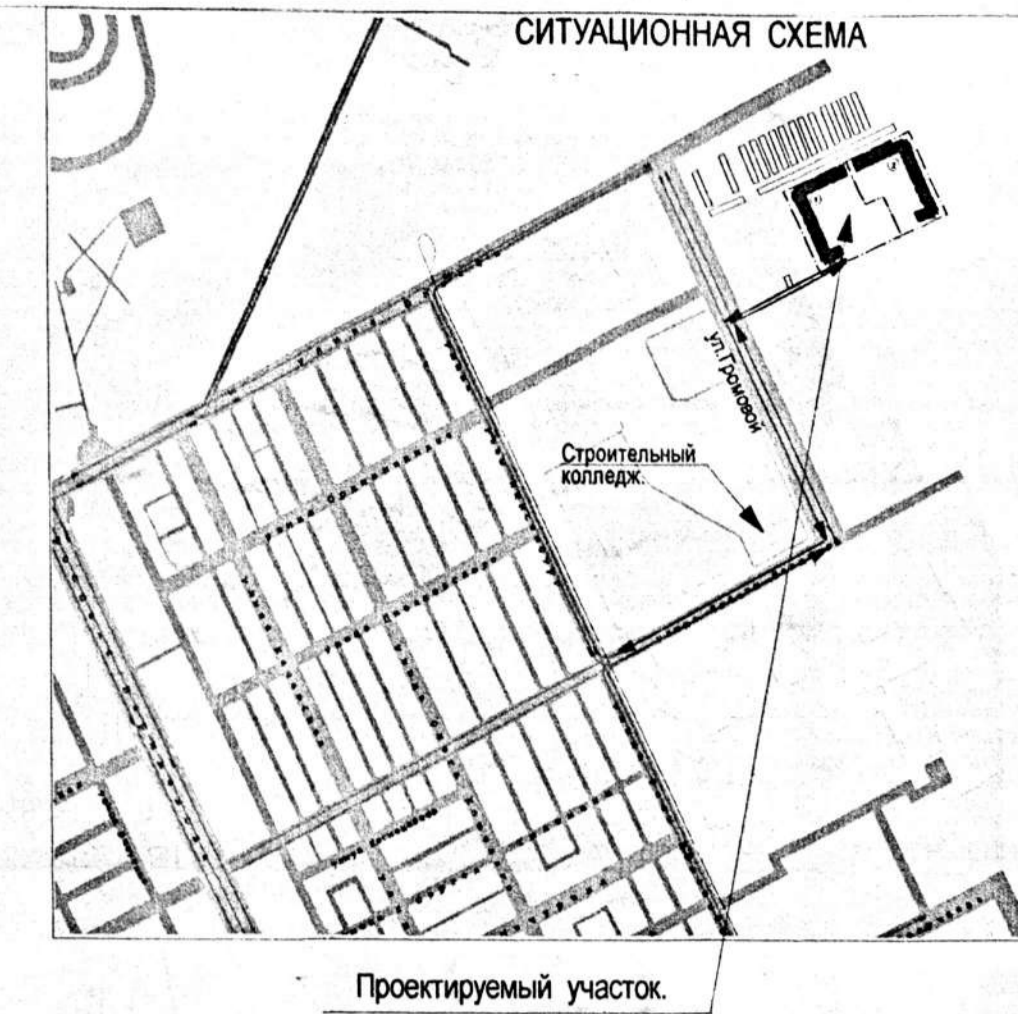 СИТУАЦИОННАЯ СХЕМА
ул.Громовой
Строительный
колледж.
Проектируемый участок.